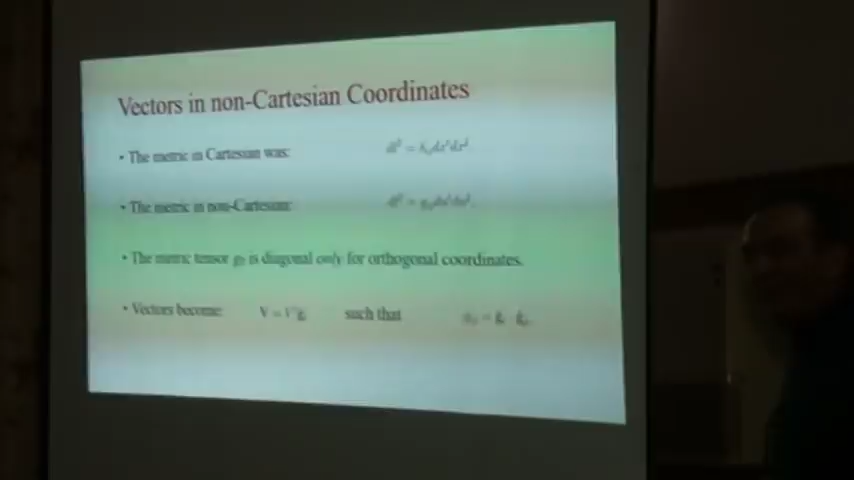 Vectors in non-Cartesian Coordinates
• The metric in Cartesian was:
• The metric in non-Cartesian:
• The metric tensor gᵢⱼ is diagonal only for orthogonal coordinates.
• Vectors become: such that